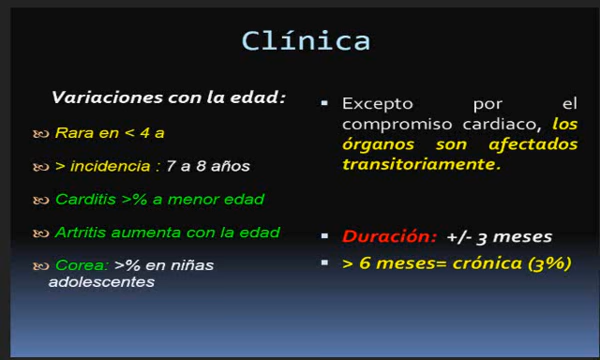 Clínica
Variaciones con la edad:
Rara en < 4 a
> incidencia : 7 a 8 años
Carditis >% a menor edad
Artritis aumenta con la edad
Corea: >% en niñas
adolescentes
Excepto por el
compromiso cardiaco, los
órganos son afectados
transitoriamente.
Duración: +/- 3 meses
> 6 meses= crónica (3%)